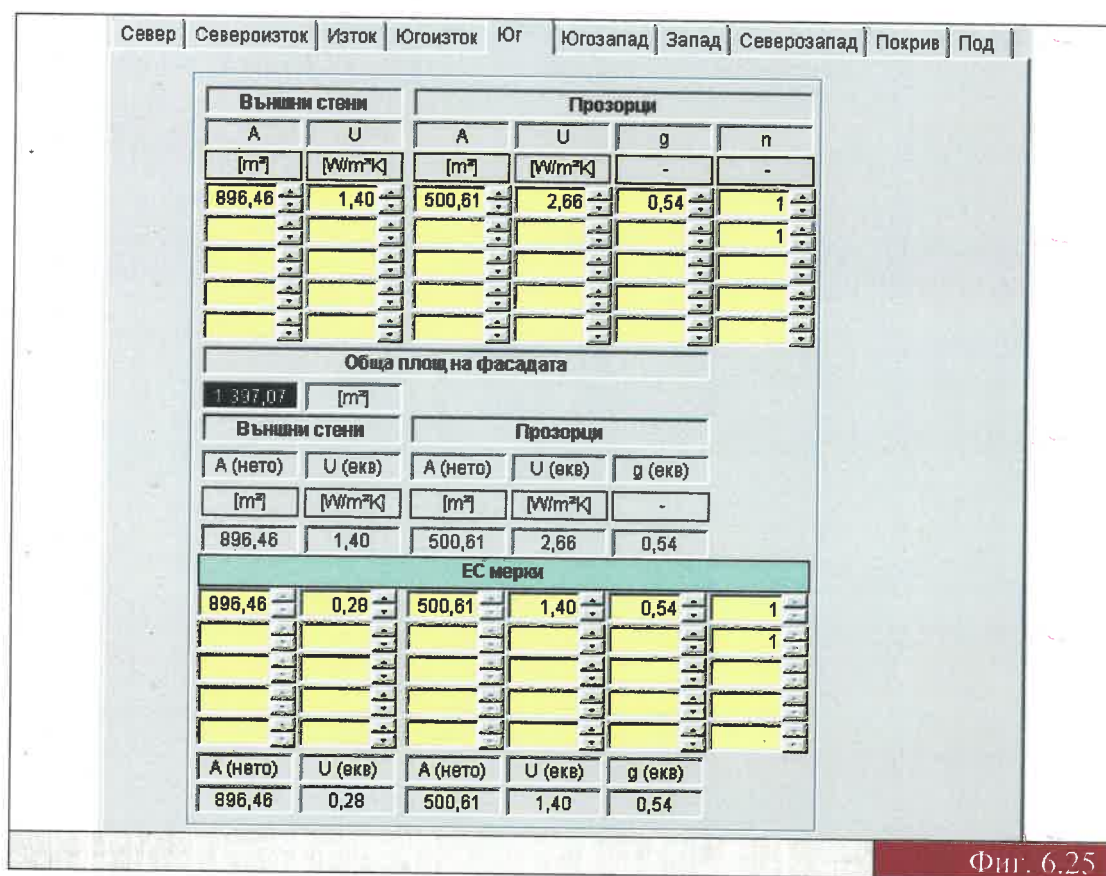 Север Североизток Изток Югоизток Юг Югозапад Запад Северозапад Покрив Под
Външни стени Прозорци
A U A U g n
[m²] [W/m²K] [m²] [W/m²K] - -
896,46 1,40 500,61 2,66 0,54 1
1
Обща площ на фасадата
1 397,07 [m²]
Външни стени Прозорци
A (нето) U (екв) A (нето) U (екв) g (екв)
[m²] [W/m²K] [m²] [W/m²K] -
896,46 1,40 500,61 2,66 0,54
ЕС мерки
896,46 0,28 500,61 1,40 0,54 1
1
A (нето) U (екв) A (нето) U (екв) g (екв)
896,46 0,28 500,61 1,40 0,54
Фиг. 6.25